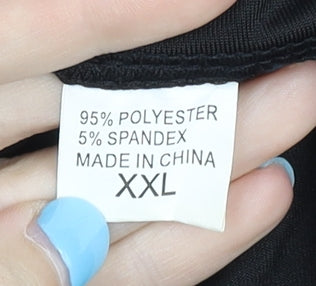 95% POLYESTER
5% SPANDEX
MADE IN CHINA
XXL